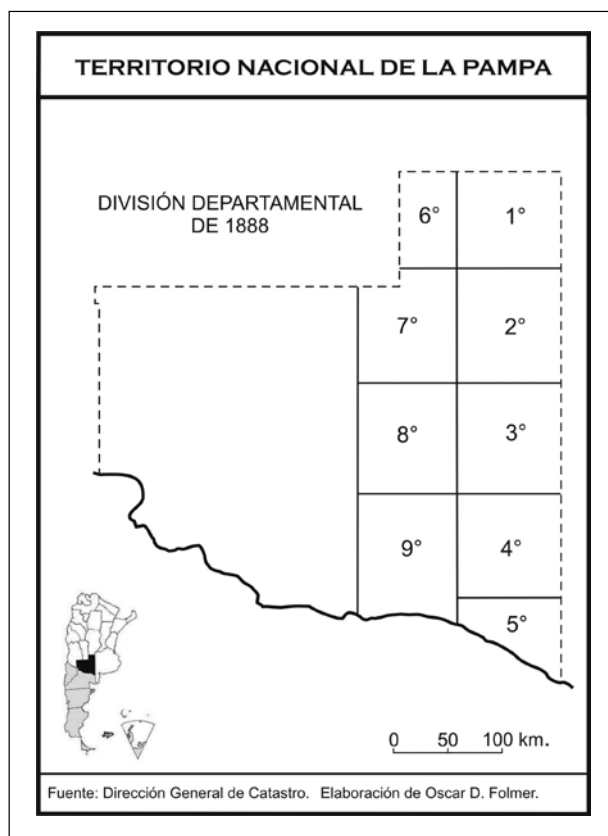 TERRITORIO NACIONAL DE LA PAMPA
DIVISIÓN DEPARTAMENTAL
DE 1888
6°
1°
7°
2°
8°
3°
9°
4°
5°
0 50 100 km.
Fuente: Dirección General de Catastro. Elaboración de Oscar D. Folmer.